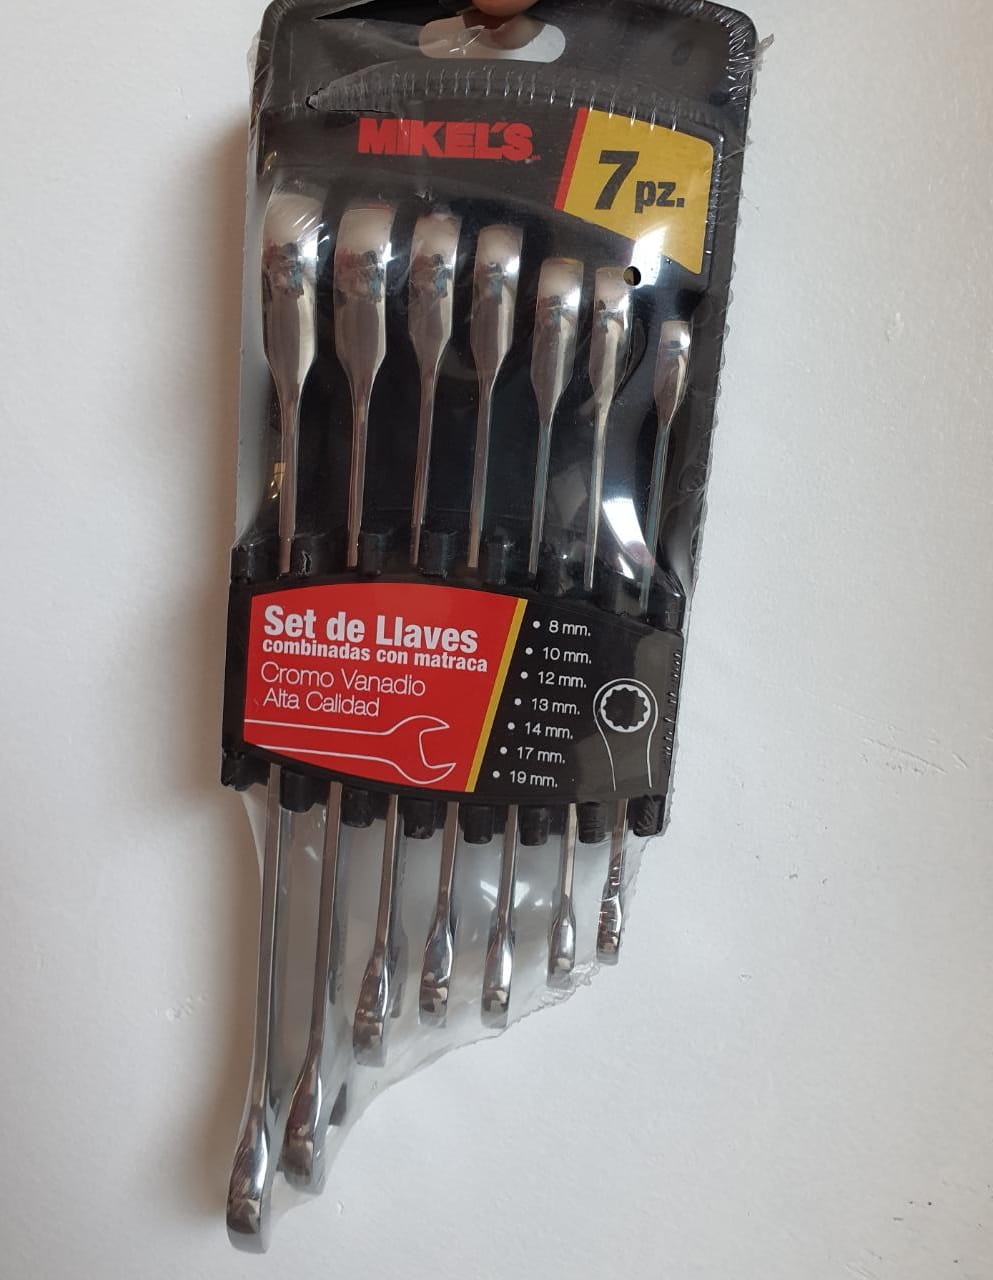 MIKEL'S
7 pz.
Set de Llaves
combinadas con matraca
Cromo Vanadio
Alta Calidad
• 8 mm.
• 10 mm.
• 12 mm.
• 13 mm.
• 14 mm.
• 17 mm.
• 19 mm.